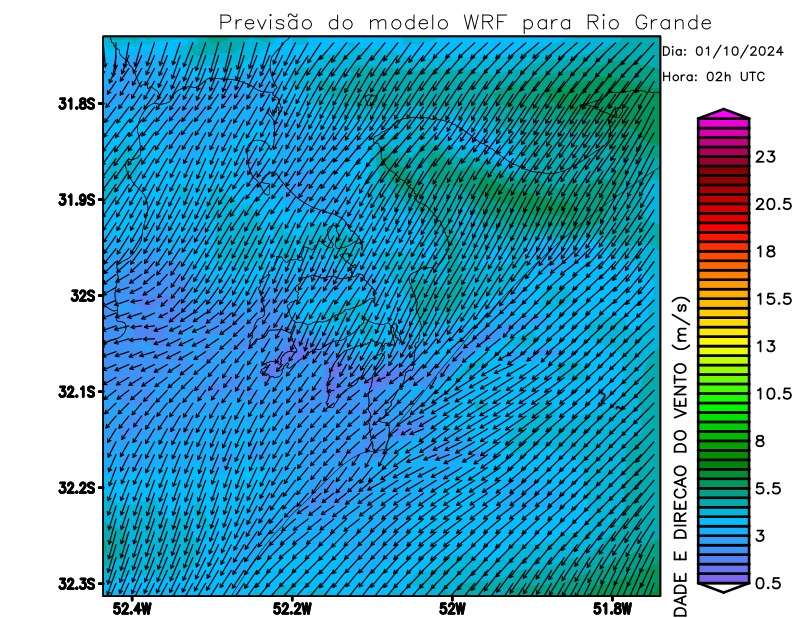 Previsão do modelo WRF para Rio Grande
Dia: 01/10/2024
Hora: 02h UTC
31.8S
31.9S
32S
32.1S
32.2S
32.3S
52.4W
52.2W
52W
51.8W
23
20.5
18
15.5
13
10.5
8
5.5
3
0.5
DADE E DIRECAO DO VENTO (m/s)